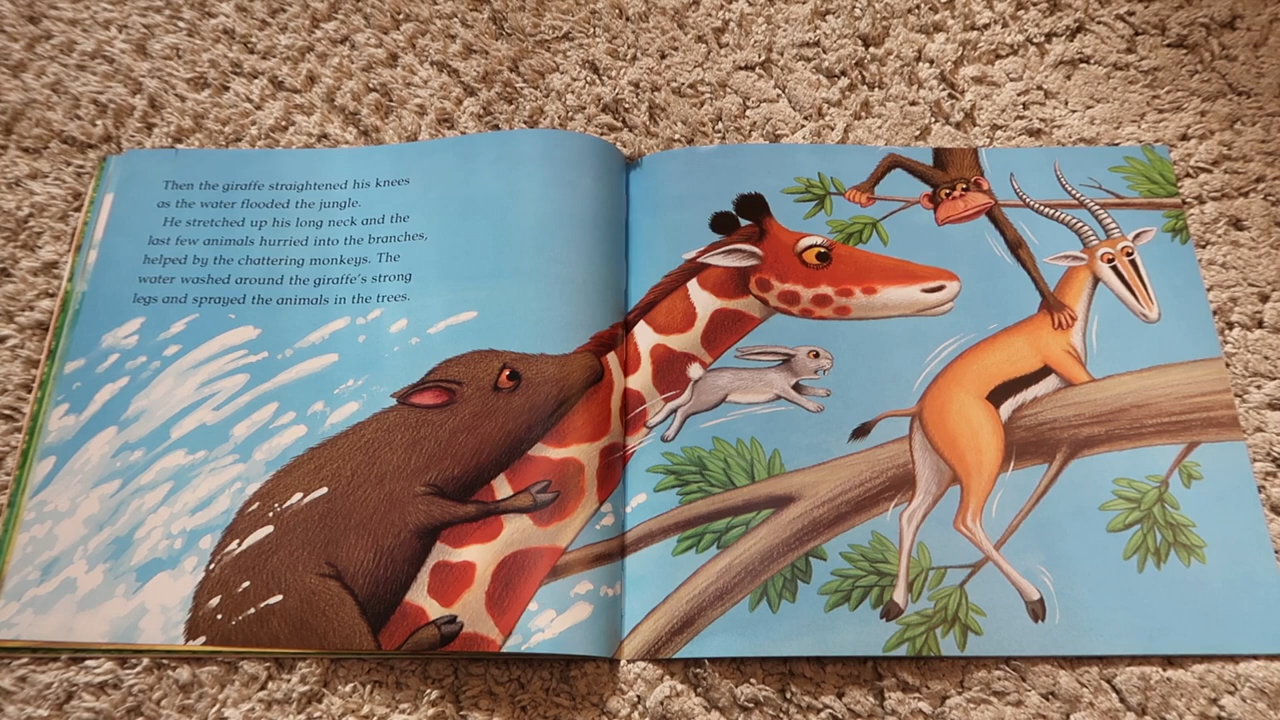 Then the giraffe straightened his knees
as the water flooded the jungle.
He stretched up his long neck and the
last few animals hurried into the branches,
helped by the chattering monkeys. The
water washed around the giraffe's strong
legs and sprayed the animals in the trees.